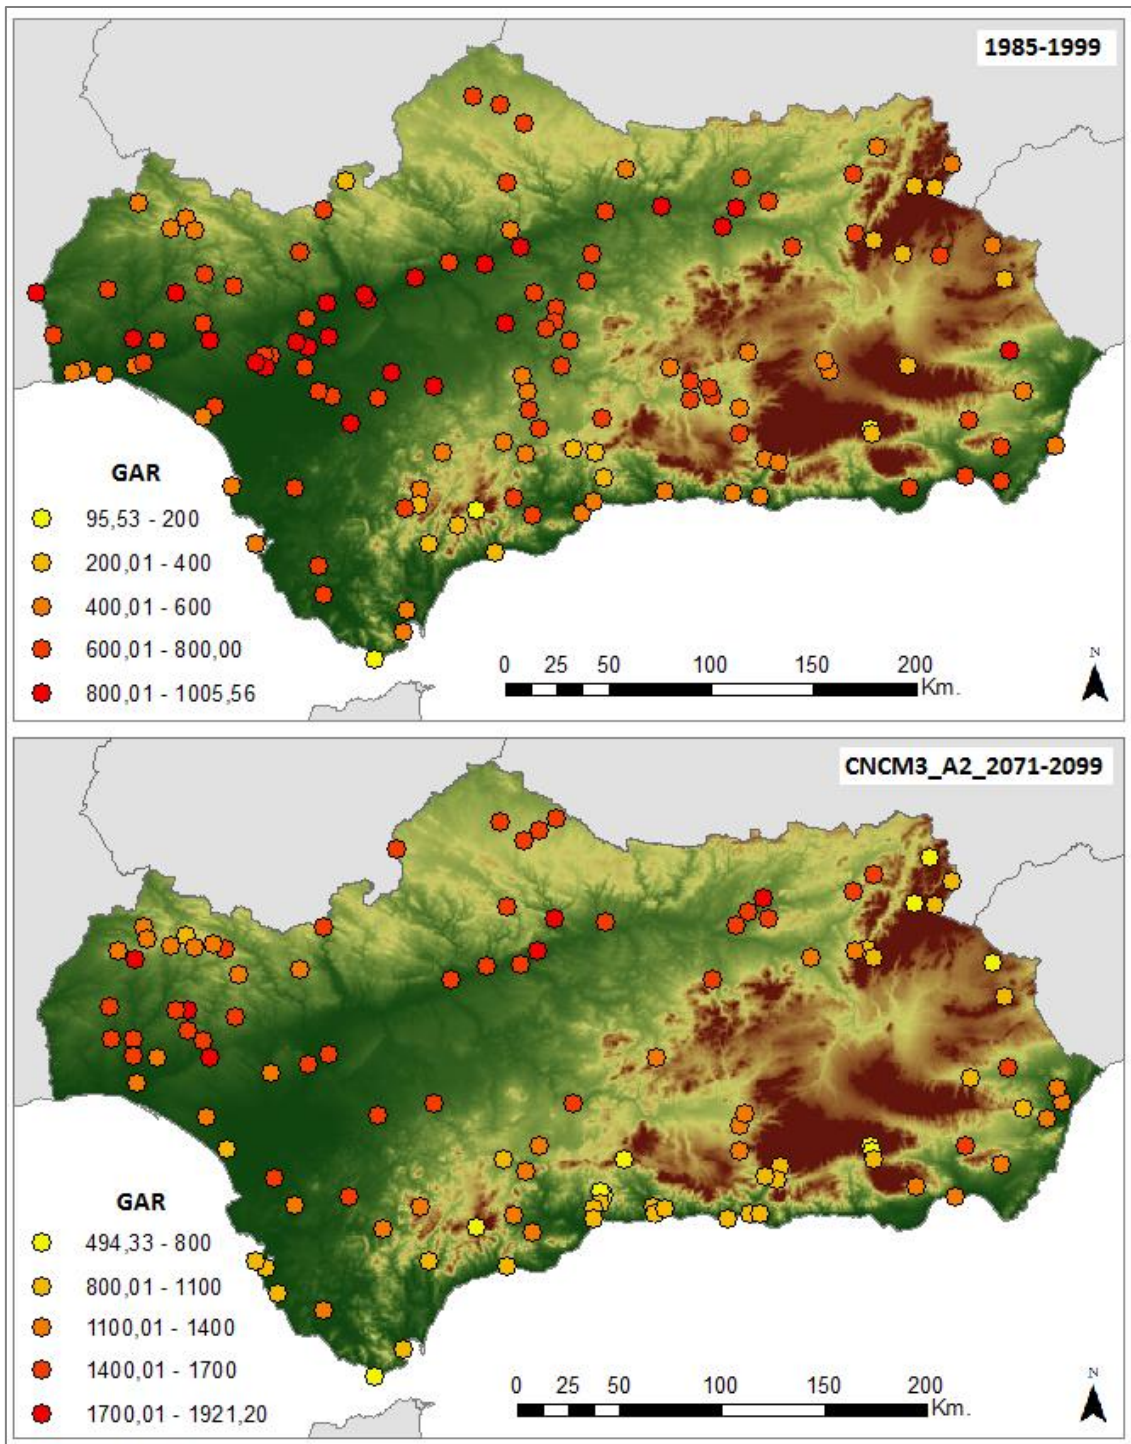 1985-1999
GAR
95,53 - 200
200,01 - 400
400,01 - 600
600,01 - 800,00
800,01 - 1005,56
0 25 50 100 150 200
Km.
N
CNCM3_A2_2071-2099
GAR
494,33 - 800
800,01 - 1100
1100,01 - 1400
1400,01 - 1700
1700,01 - 1921,20
0 25 50 100 150 200
Km.
N